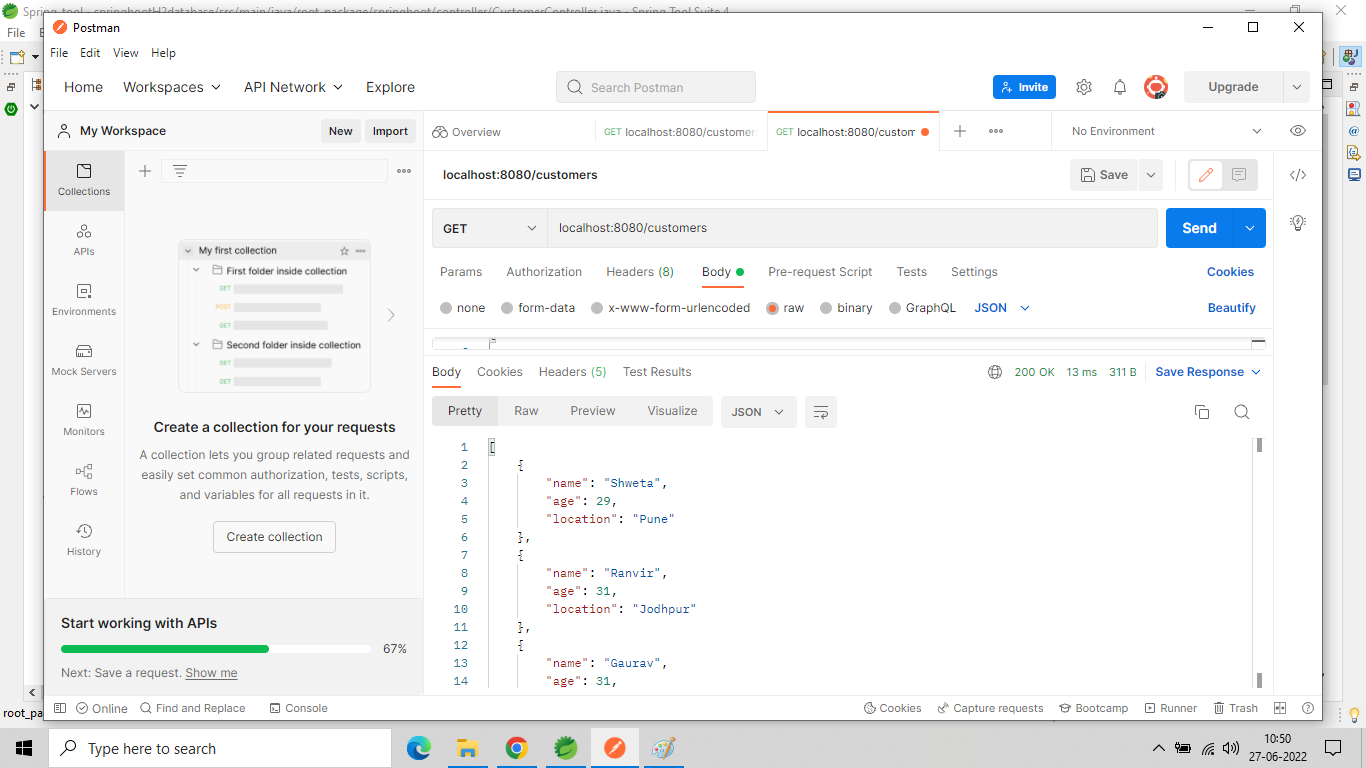 Spring_tool - springbootH2database/src/main/java/root_package/springboot/controller/CustomerController.java - Spring Tool Suite 4
File
Postman
File Edit View Help
Home Workspaces API Network Explore Search Postman Invite Upgrade
My Workspace New Import Overview GET localhost:8080/customer GET localhost:8080/custom No Environment
Collections
APIs
Environments
Mock Servers
Monitors
Flows
History
My first collection
First folder inside collection
GET
POST
GET
Second folder inside collection
GET
GET
Create a collection for your requests
A collection lets you group related requests and
easily set common authorization, tests, scripts,
and variables for all requests in it.
Create collection
Start working with APIs
67%
Next: Save a request. Show me
localhost:8080/customers Save
GET localhost:8080/customers Send
Params Authorization Headers (8) Body Pre-request Script Tests Settings Cookies
none form-data x-www-form-urlencoded raw binary GraphQL JSON Beautify
Body Cookies Headers (5) Test Results 200 OK 13 ms 311 B Save Response
Pretty Raw Preview Visualize JSON
1 [
2 {
3 "name": "Shweta",
4 "age": 29,
5 "location": "Pune"
6 },
7 {
8 "name": "Ranvir",
9 "age": 31,
10 "location": "Jodhpur"
11 },
12 {
13 "name": "Gaurav",
14 "age": 31,
Online Find and Replace Console Cookies Capture requests Bootcamp Runner Trash
root_pa
Type here to search
10:50
27-06-2022